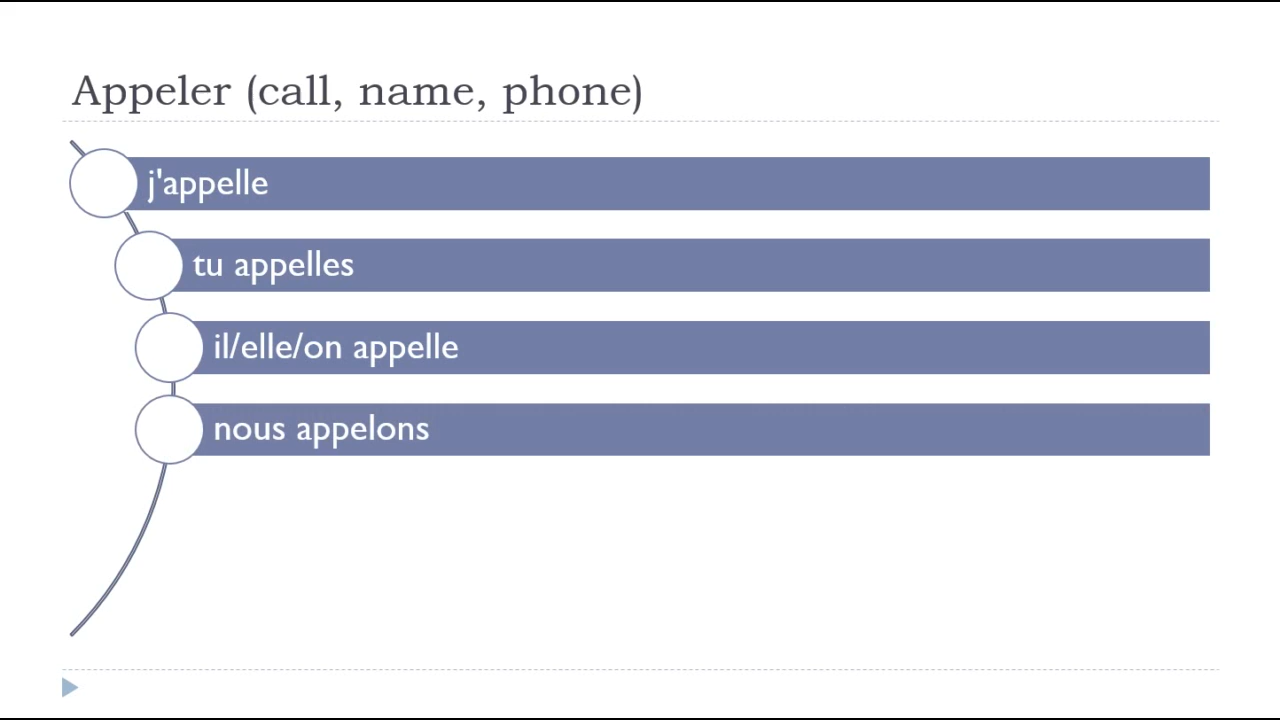 Appeler (call, name, phone)
j'appelle
tu appelles
il/elle/on appelle
nous appelons